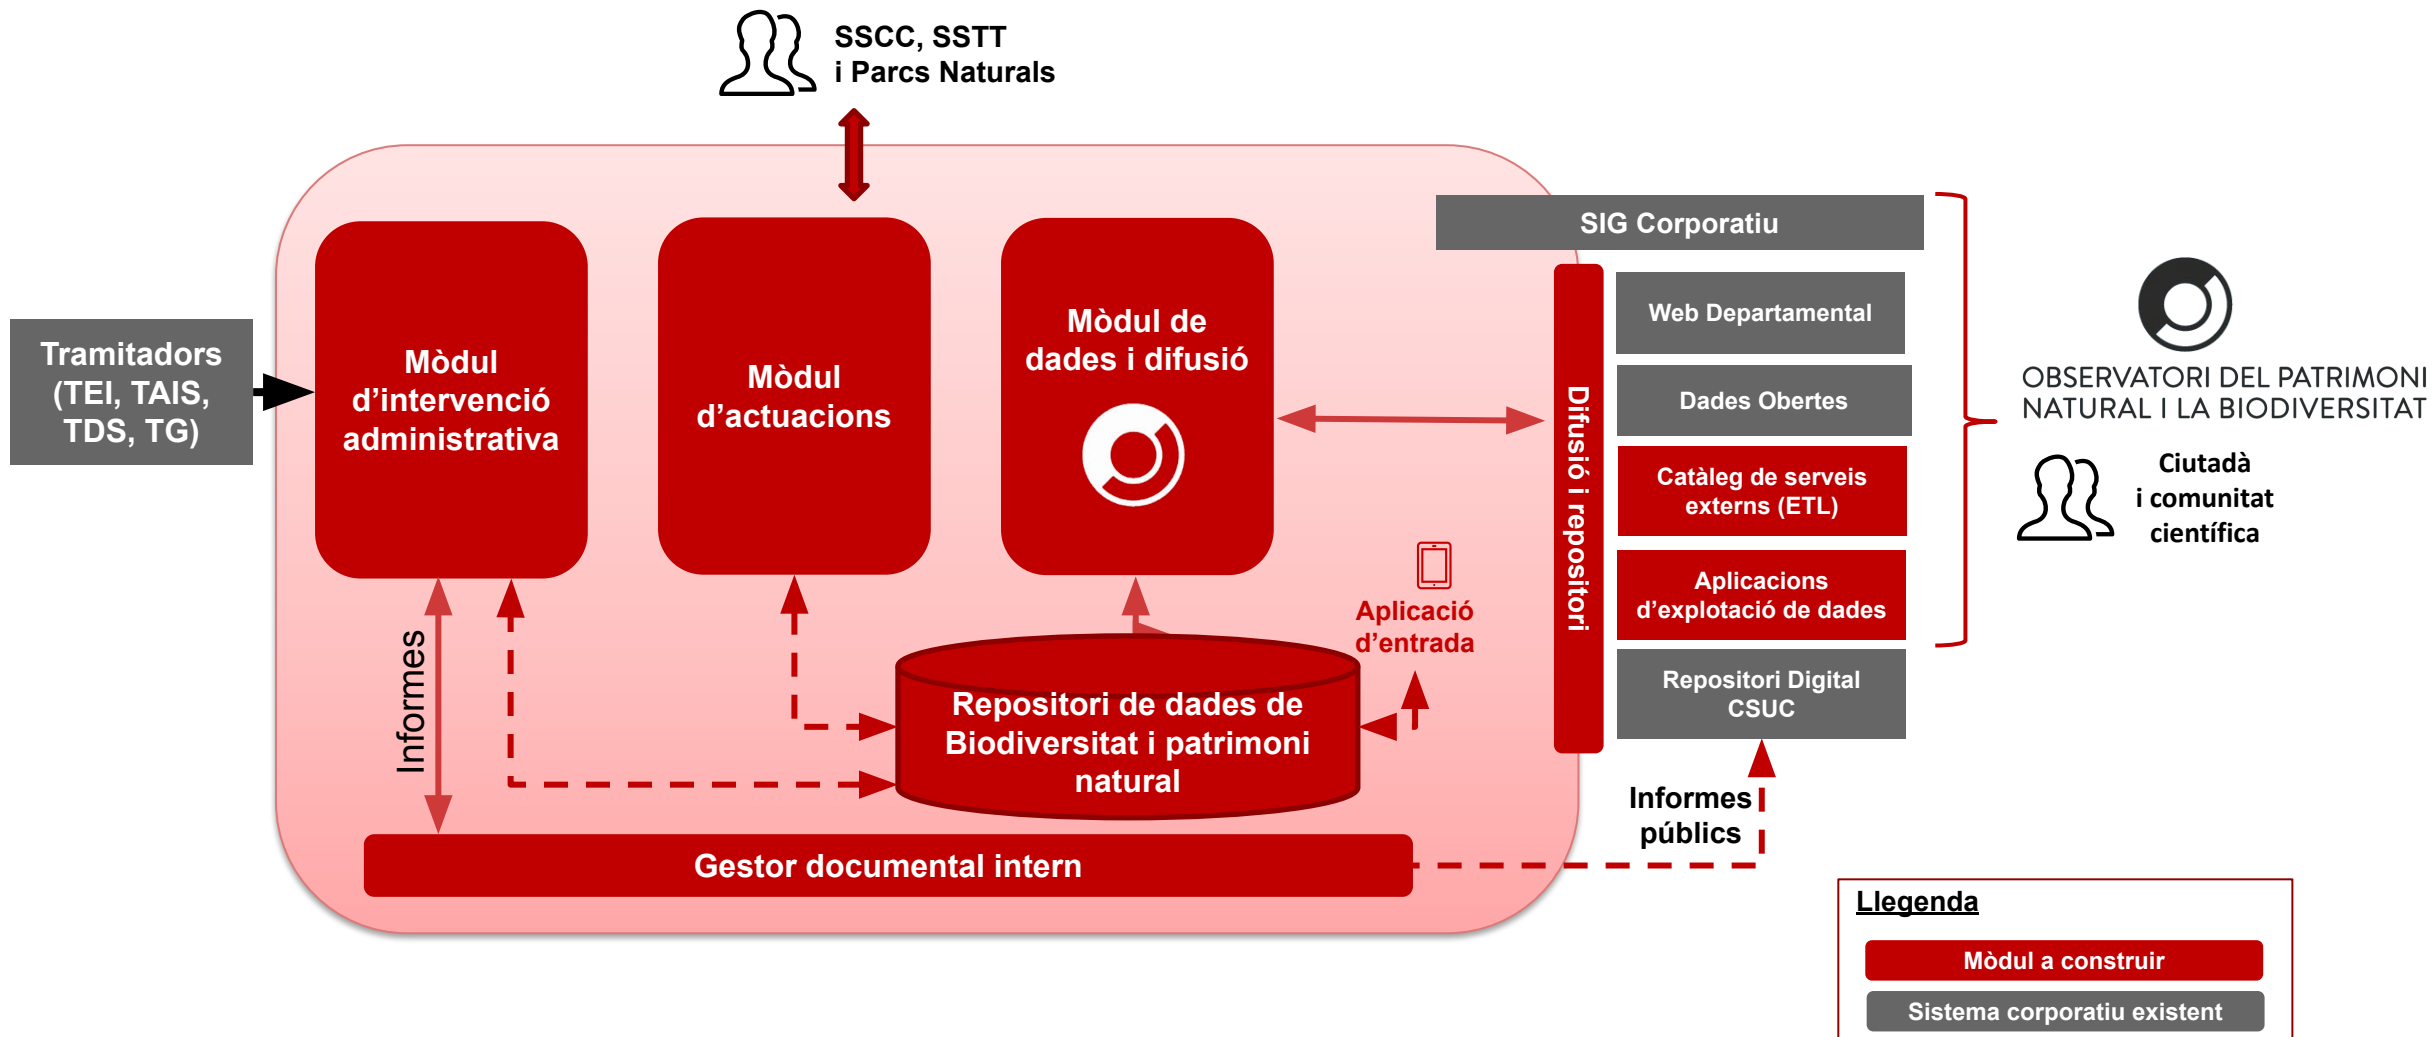 SSCC, SSTT
i Parcs Naturals
Tramitadors
(TEI, TAIS,
TDS, TG)
Mòdul
d’intervenció
administrativa
Mòdul
d’actuacions
Mòdul de
dades i difusió
SIG Corporatiu
Difusió i repositori
Web Departamental
Dades Obertes
Catàleg de serveis
externs (ETL)
Aplicacions
d’explotació de dades
Repositori Digital
CSUC
OBSERVATORI DEL PATRIMONI
NATURAL I LA BIODIVERSITAT
Ciutadà
i comunitat
científica
Aplicació
d’entrada
Informes
Repositori de dades de
Biodiversitat i patrimoni
natural
Informes
públics
Gestor documental intern
Llegenda
Mòdul a construir
Sistema corporatiu existent